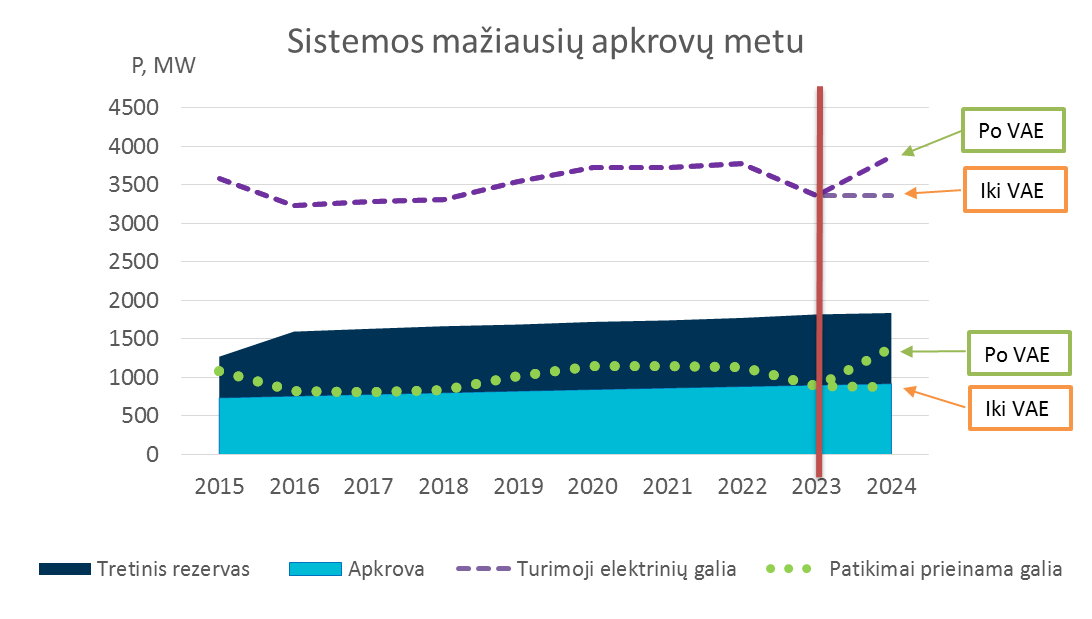 Sistemos mažiausių apkrovų metu
P, MW
4500
4000
3500
3000
2500
2000
1500
1000
500
0
2015 2016 2017 2018 2019 2020 2021 2022 2023 2024
Po VAE
Iki VAE
Po VAE
Iki VAE
Tretinis rezervas Apkrova Turimoji elektrinių galia Patikimai prieinama galia